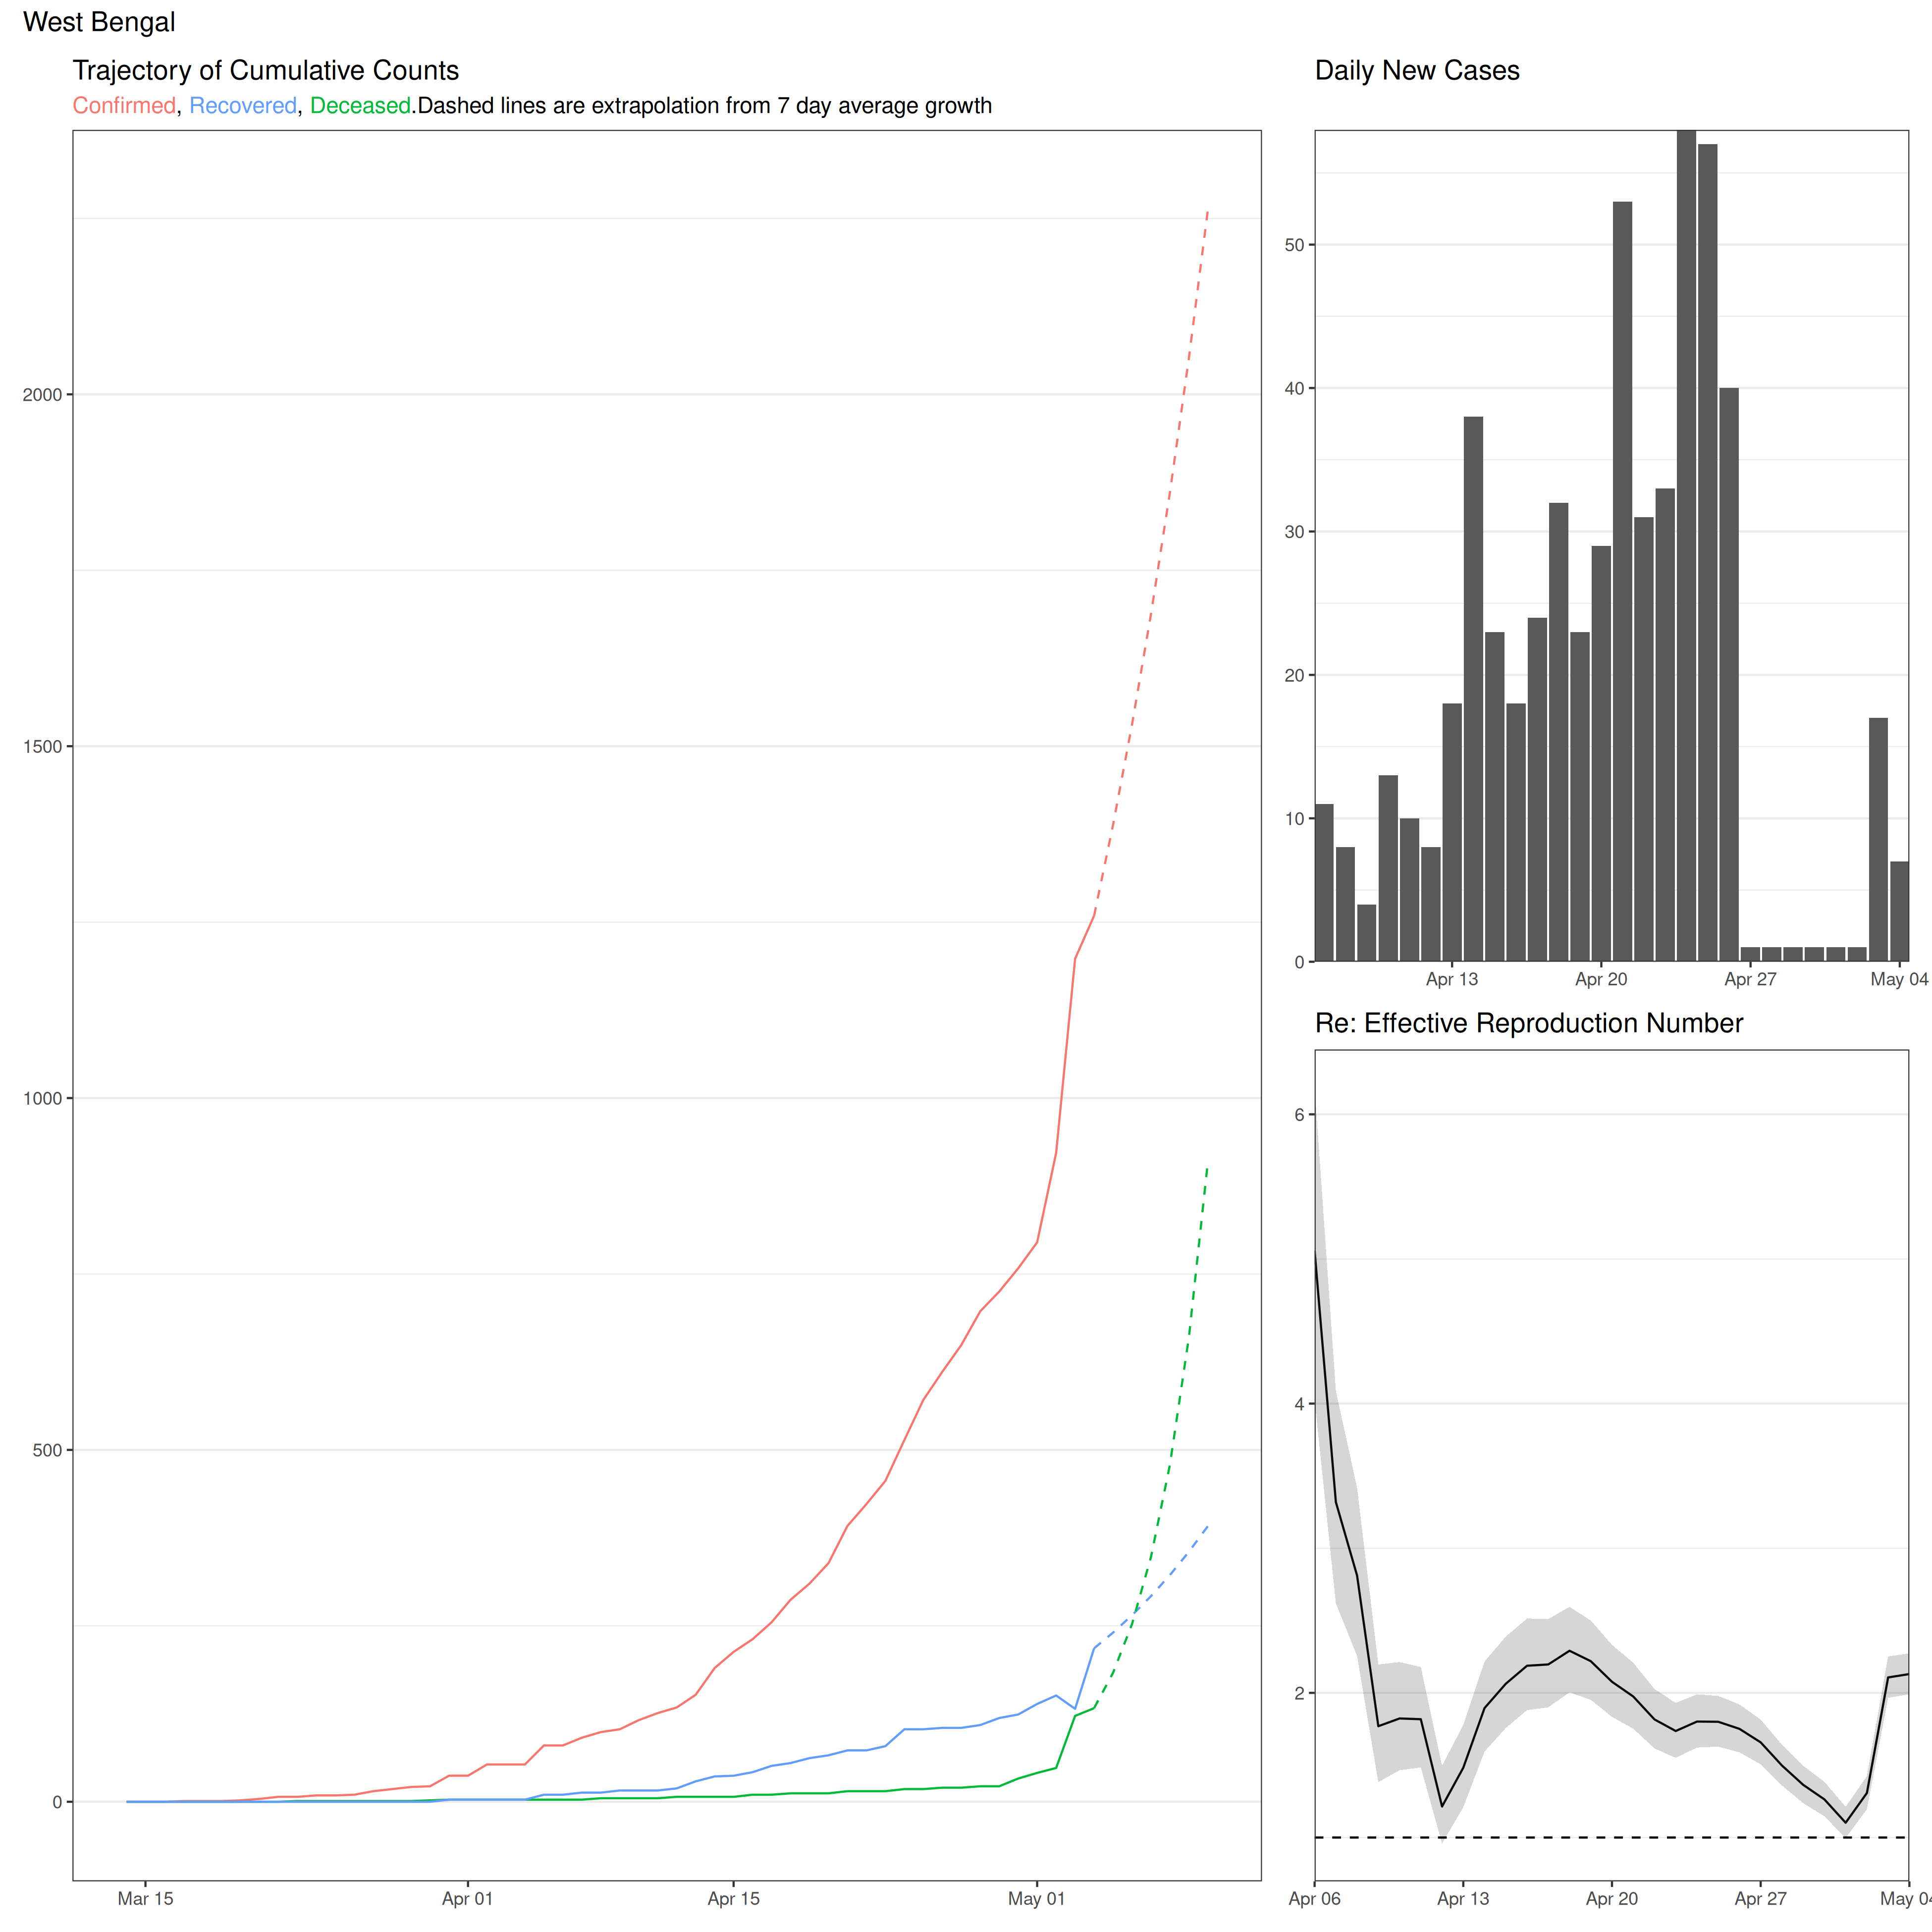 West Bengal
Trajectory of Cumulative Counts
Confirmed, Recovered, Deceased.Dashed lines are extrapolation from 7 day average growth
2000
1500
1000
500
0
Mar 15 Apr 01 Apr 15 May 01
Daily New Cases
50
40
30
20
10
0
Apr 13 Apr 20 Apr 27 May 04
Re: Effective Reproduction Number
6
4
2
Apr 06 Apr 13 Apr 20 Apr 27 May 04